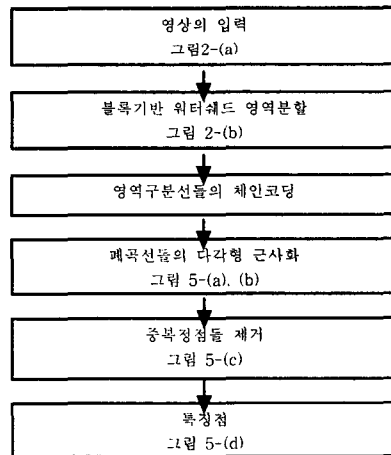 영상의 입력
그림2-(a)
블록기반 워터쉐드 영역분할
그림 2-(b)
영역구분선들의 체인코딩
폐곡선들의 다각형 근사화
그림 5-(a), (b)
중복정점들 제거
그림 5-(c)
특징점
그림 5-(d)